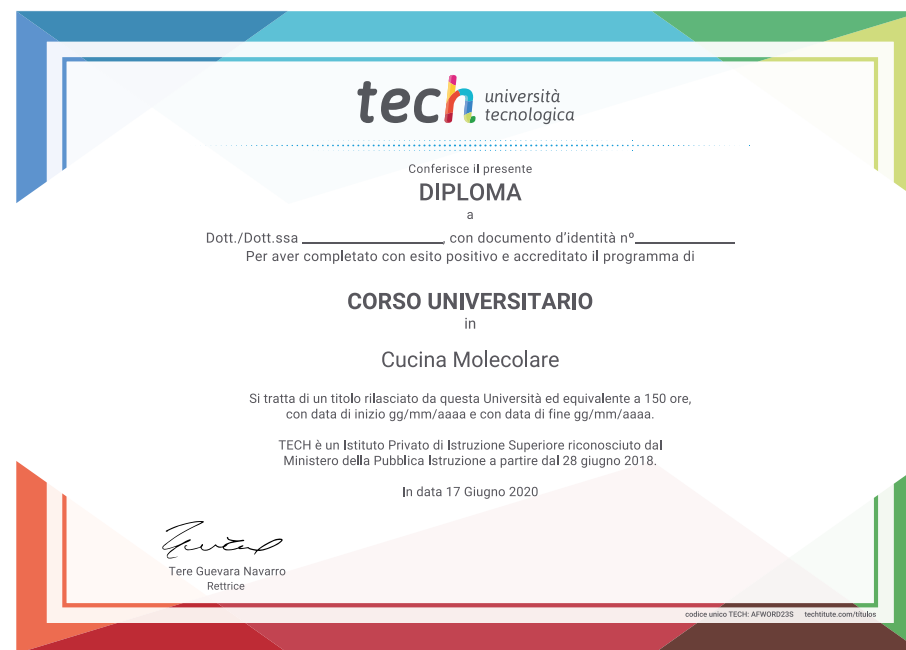 tech università
tecnologica
Conferisce il presente
DIPLOMA
a
Dott./Dott.ssa ________________, con documento d'identità nº____________
Per aver completato con esito positivo e accreditato il programma di
CORSO UNIVERSITARIO
in
Cucina Molecolare
Si tratta di un titolo rilasciato da questa Università ed equivalente a 150 ore,
con data di inizio gg/mm/aaaa e con data di fine gg/mm/aaaa.
TECH è un Istituto Privato di Istruzione Superiore riconosciuto dal
Ministero della Pubblica Istruzione a partire dal 28 giugno 2018.
In data 17 Giugno 2020
Tere Guevara Navarro
Rettrice
codice unico TECH: AFWORD23S techtitute.com/títulos